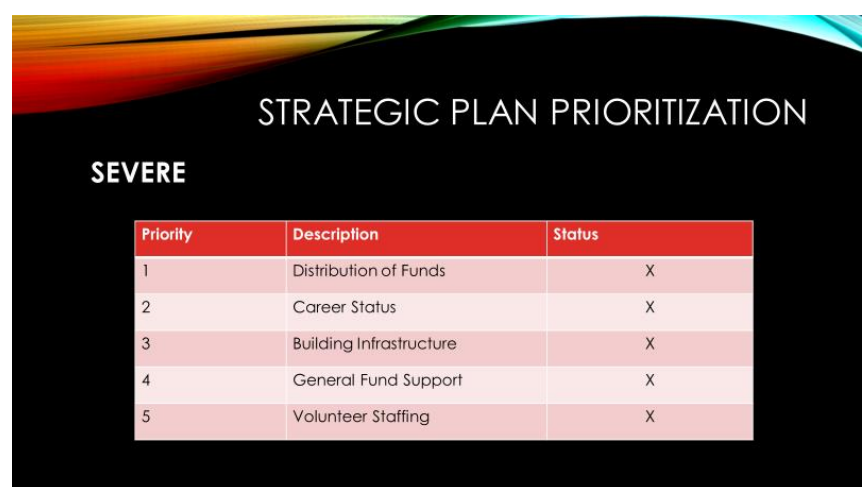 STRATEGIC PLAN PRIORITIZATION
SEVERE
Priority Description Status
1 Distribution of Funds X
2 Career Status X
3 Building Infrastructure X
4 General Fund Support X
5 Volunteer Staffing X